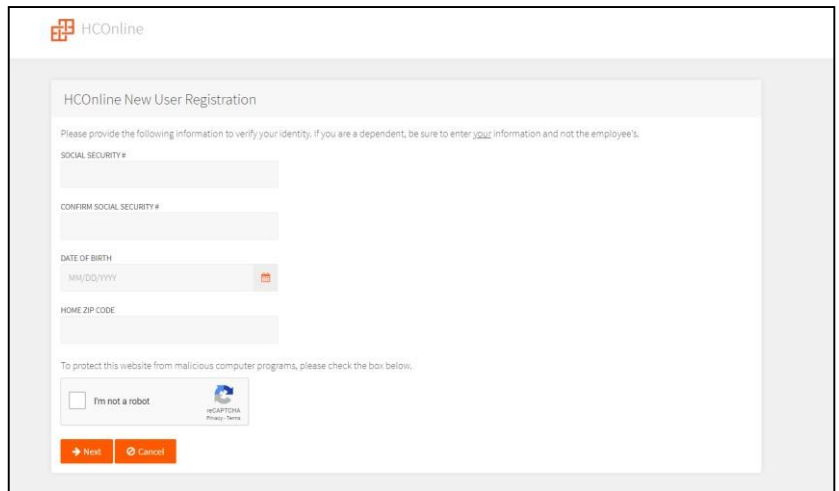 HCOnline
HCOnline New User Registration
Please provide the following information to verify your identity. If you are a dependent, be sure to enter your information and not the employee's.
SOCIAL SECURITY #
CONFIRM SOCIAL SECURITY #
DATE OF BIRTH
MM/DD/YYYY
HOME ZIP CODE
To protect this website from malicious computer programs, please check the box below.
I'm not a robot
reCAPTCHA
Privacy - Terms
Next
Cancel